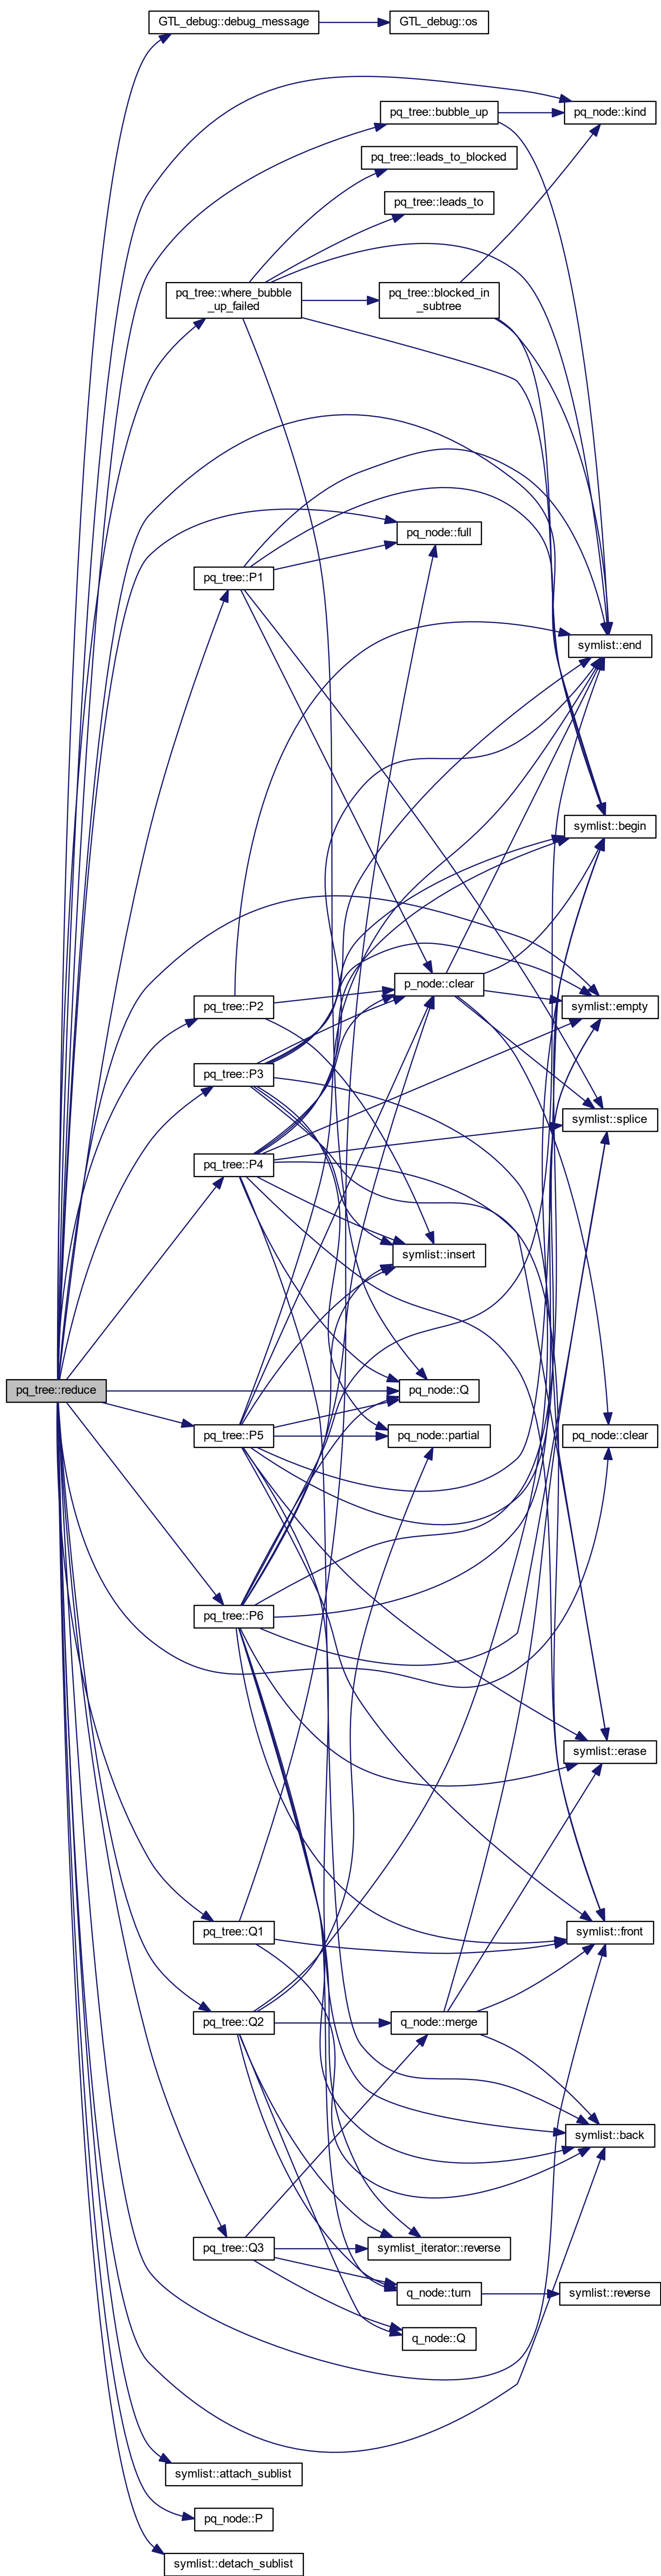 GTL_debug::debug_message
GTL_debug::os
pq_tree::bubble_up
pq_node::kind
pq_tree::leads_to_blocked
pq_tree::leads_to
pq_tree::where_bubble
_up_failed
pq_tree::blocked_in
_subtree
pq_node::full
pq_tree::P1
symlist::end
symlist::begin
pq_tree::P2
p_node::clear
symlist::empty
pq_tree::P3
symlist::splice
pq_tree::P4
symlist::insert
pq_tree::reduce
pq_node::Q
pq_tree::P5
pq_node::partial
pq_node::clear
pq_tree::P6
symlist::erase
pq_tree::Q1
symlist::front
pq_tree::Q2
q_node::merge
symlist::back
pq_tree::Q3
symlist_iterator::reverse
q_node::turn
symlist::reverse
q_node::Q
symlist::attach_sublist
pq_node::P
symlist::detach_sublist